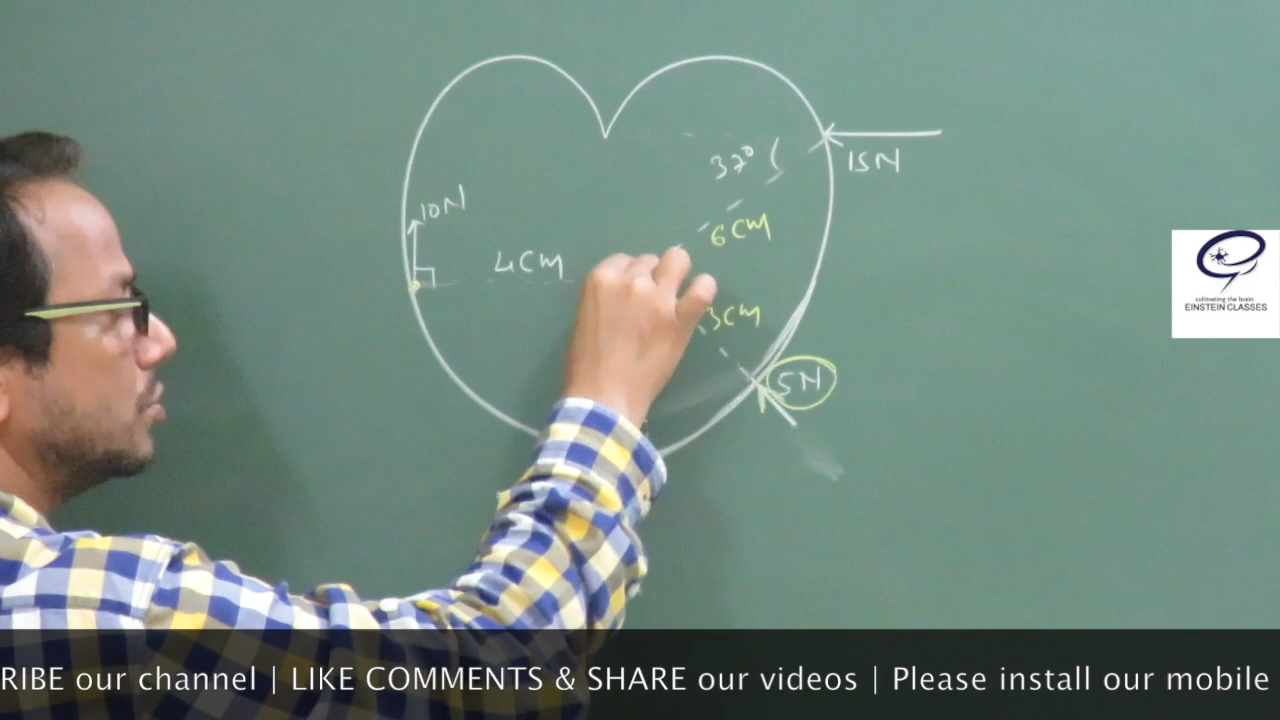 37°
15N
10N
6cm
4cm
3cm
5N
cultivating the brain
EINSTEIN CLASSES
RIBE our channel | LIKE COMMENTS & SHARE our videos | Please install our mobile